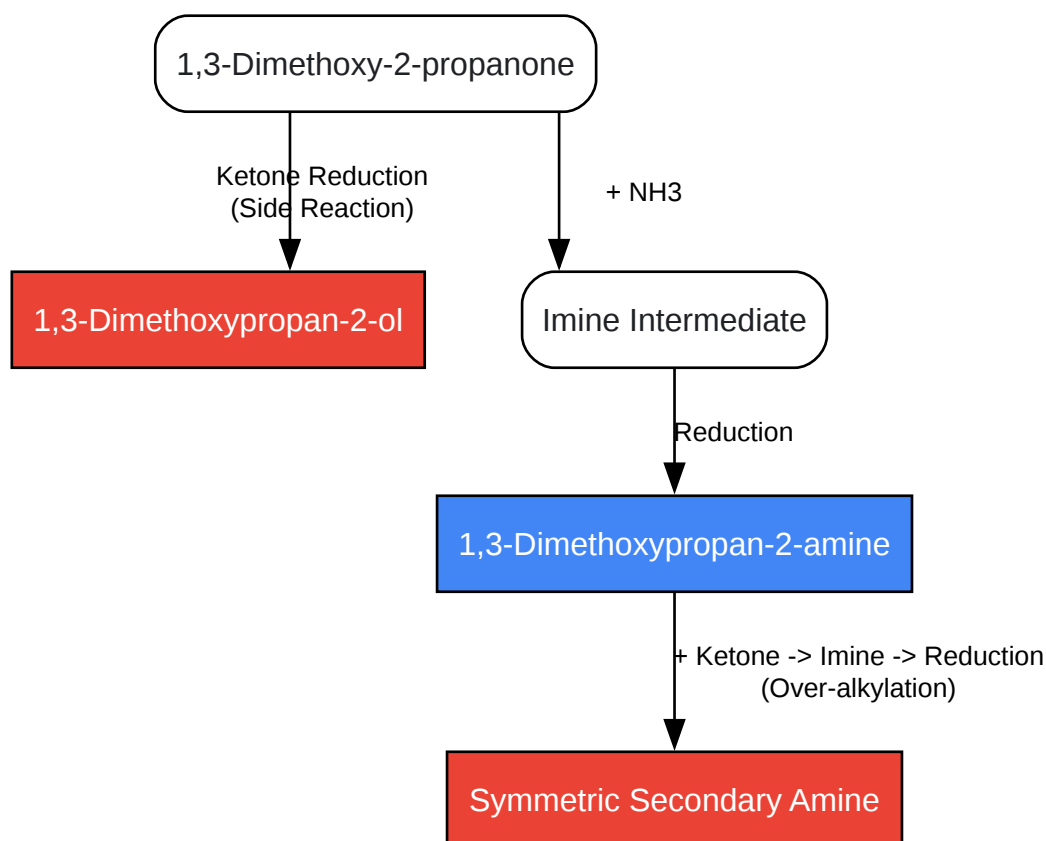 1,3-Dimethoxy-2-propanone
Ketone Reduction
(Side Reaction)
+ NH3
1,3-Dimethoxypropan-2-ol
Imine Intermediate
Reduction
1,3-Dimethoxypropan-2-amine
+ Ketone -> Imine -> Reduction
(Over-alkylation)
Symmetric Secondary Amine